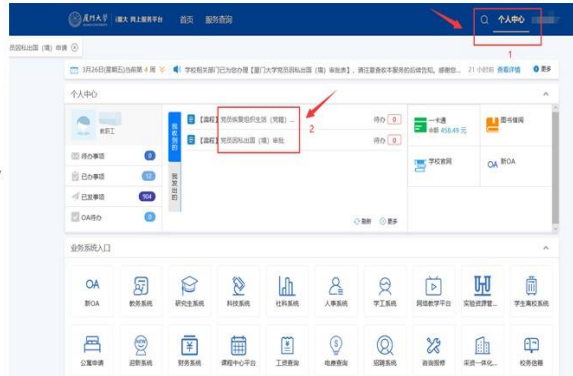 厦门大学 i厦大 网上服务平台 首页 服务查询 个人中心
员因私出国（境）申请
1
3月26日(星期五)当前第 4 周 学校相关部门已为您办理【厦门大学党员因私出国（境）审批表】，请注意查收本服务的后续告知。感谢您... 21 小时前 查看详情 更多
个人中心
教职工
待办事项 0
已办事项 12
已发事项 904
OA待办 0
我收到的
我发出的
【流程】党员恢复组织生活（党籍）... 待办 0
2
【流程】党员因私出国（境）审批 待办 0
刷新 更多
一卡通
余额 458.49 元
图书借阅
学校官网
OA 新OA
业务系统入口
OA
新OA
教务系统
研究生系统
科技系统
社科系统
人事系统
学工系统
网络教学平台
实验资源管...
学生离校系统
公寓申请
迎新系统
财务系统
课程中心平台
工资查询
电费查询
招聘系统
咨询报修
采资一体化...
校务信箱